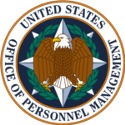 UNITED STATES
OFFICE OF PERSONNEL MANAGEMENT